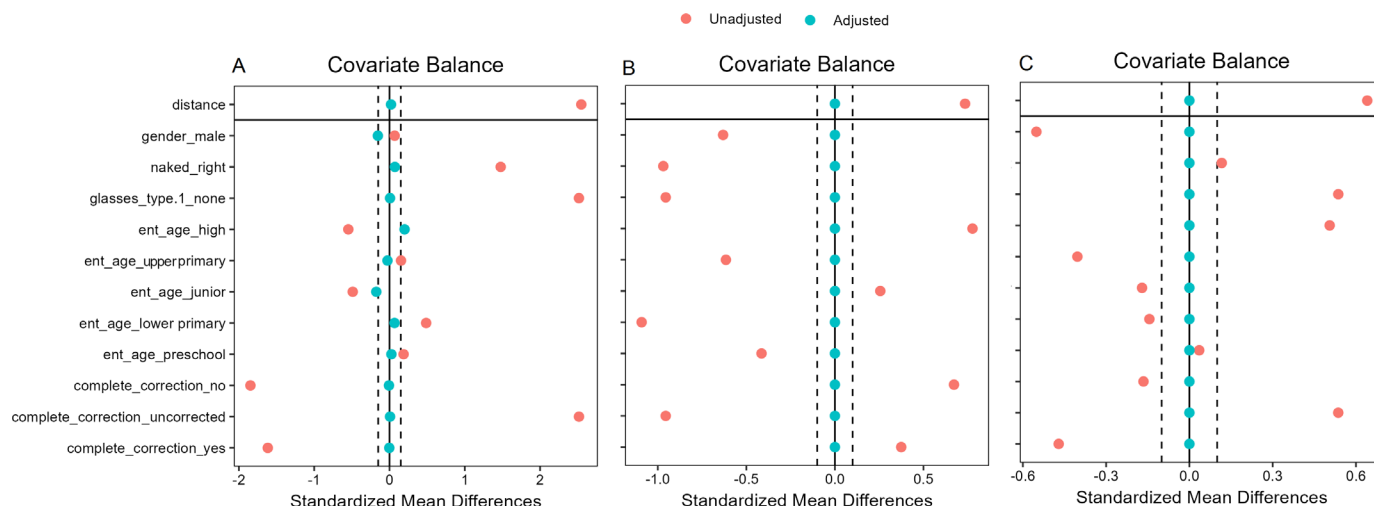 Unadjusted Adjusted
A Covariate Balance
B Covariate Balance
C Covariate Balance
distance
gender_male
naked_right
glasses_type.1_none
ent_age_high
ent_age_upperprimary
ent_age_junior
ent_age_lower primary
ent_age_preschool
complete_correction_no
complete_correction_uncorrected
complete_correction_yes
-2 -1 0 1 2
-1.0 -0.5 0.0 0.5
-0.6 -0.3 0.0 0.3 0.6
Standardized Mean Differences
Standardized Mean Differences
Standardized Mean Differences